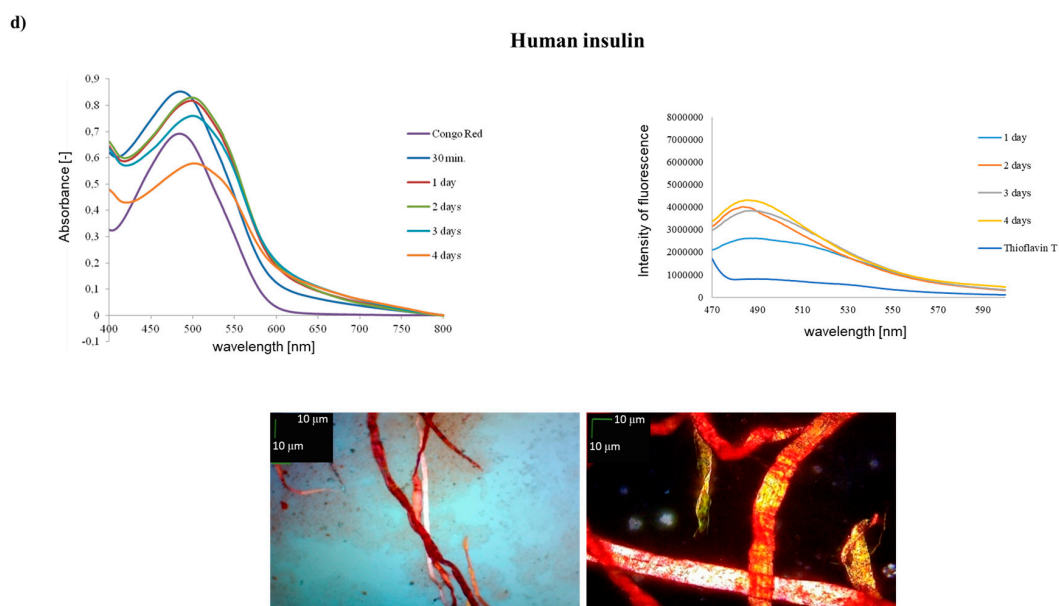 d)
Human insulin
0,9
0,8
0,7
0,6
0,5
0,4
0,3
0,2
0,1
0
-0,1
Absorbance [-]
400 450 500 550 600 650 700 750 800
wavelength [nm]
Congo Red
30 min.
1 day
2 days
3 days
4 days
8000000
7000000
6000000
5000000
4000000
3000000
2000000
1000000
0
Intensity of fluorescence
470 490 510 530 550 570 590
wavelength [nm]
1 day
2 days
3 days
4 days
Thioflavin T
10 μm
10 μm
10 μm
10 μm